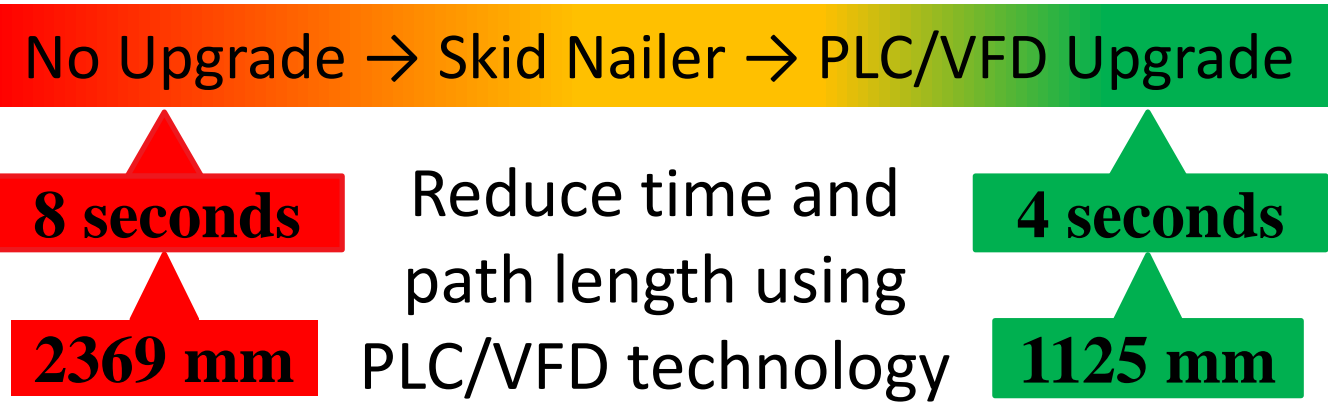 No Upgrade → Skid Nailer → PLC/VFD Upgrade
8 seconds
2369 mm
Reduce time and
path length using
PLC/VFD technology
4 seconds
1125 mm